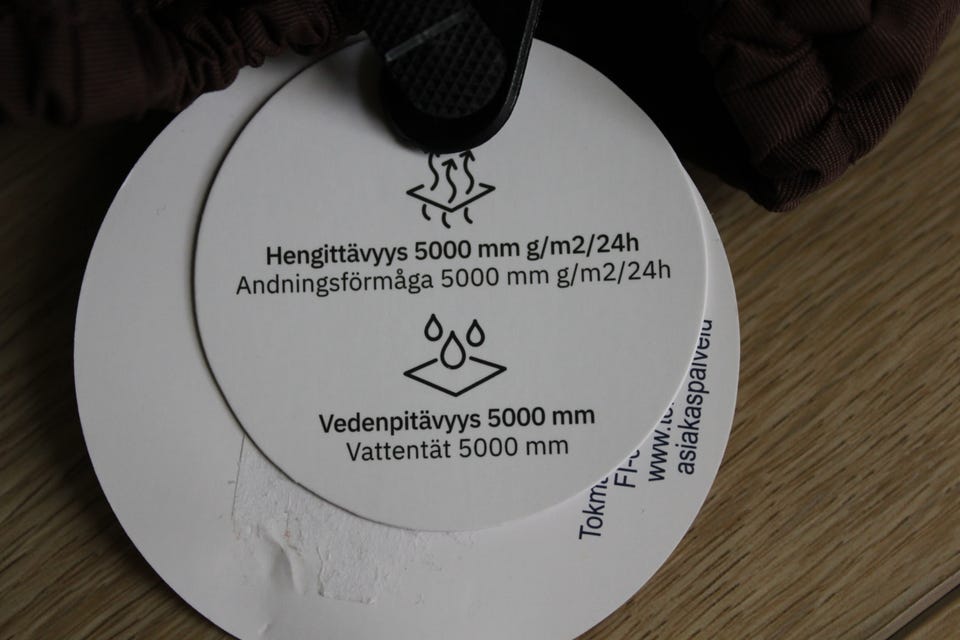 Hengittävyys 5000 mm g/m2/24h
Andningsförmåga 5000 mm g/m2/24h
Vedenpitävyys 5000 mm
Vattentät 5000 mm
asiakaspalvelu